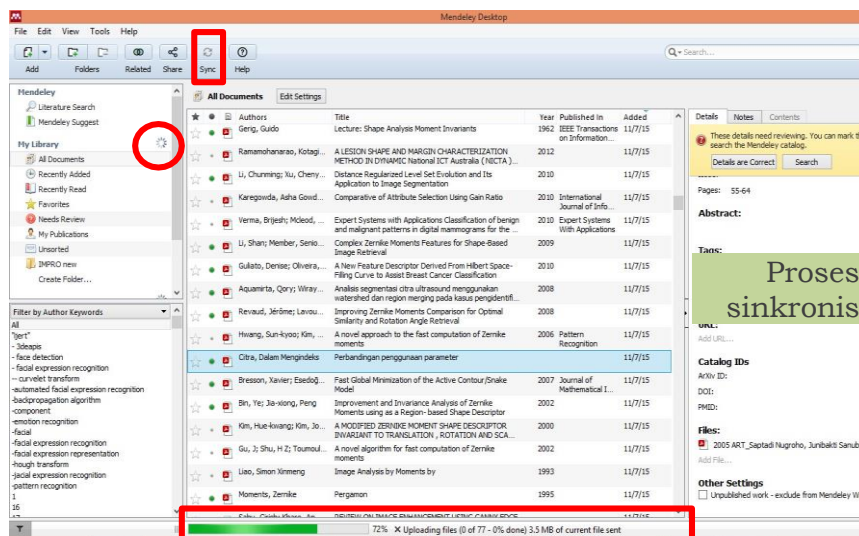 Mendeley Desktop
File Edit View Tools Help
Add Folders Related Share Sync Help
Search...
Mendeley
Literature Search
Mendeley Suggest
My Library
All Documents
Recently Added
Recently Read
Favorites
Needs Review
My Publications
Unsorted
IMPRO new
Create Folder...
Filter by Author Keywords
All
"ijert"
- 3deapis
- face detection
- facial expression recognition
-- curvelet transform
-automated facial expression recognition
-backpropagation algorithm
-component
-emotion recognition
-facial
-facial expression recognition
-facial expression representation
-hough transform
-jacial expression recognition
-pattern recognition
1
16
All Documents Edit Settings
Authors Title Year Published In Added
Gerig, Guido Lecture: Shape Analysis Moment Invariants 1962 IEEE Transactions 11/7/15
on Information...
Ramamohanarao, Kotagi... A LESION SHAPE AND MARGIN CHARACTERIZATION 2012 11/7/15
METHOD IN DYNAMIC National ICT Australia ( NICTA )...
Li, Chunming; Xu, Cheny... Distance Regularized Level Set Evolution and Its 2010 11/7/15
Application to Image Segmentation
Karegowda, Asha Gowd... Comparative of Attribute Selection Using Gain Ratio 2010 International 11/7/15
Journal of Info...
Verma, Brijesh; Mcleod, ... Expert Systems with Applications Classification of benign 2010 Expert Systems 11/7/15
and malignant patterns in digital mammograms for the ... With Applications
Li, Shan; Member, Senio... Complex Zernike Moments Features for Shape-Based 2009 11/7/15
Image Retrieval
Guliato, Denise; Oliveira,... A New Feature Descriptor Derived From Hilbert Space- 2010 11/7/15
Filling Curve to Assist Breast Cancer Classification
Aquamirta, Qory; Wiray... Analisis segmentasi citra ultrasound menggunakan 2008 11/7/15
watershed dan region merging pada kasus pengidentifi...
Revaud, Jérôme; Lavou... Improving Zernike Moments Comparison for Optimal 2008 11/7/15
Similarity and Rotation Angle Retrieval
Hwang, Sun-kyoo; Kim, ... A novel approach to the fast computation of Zernike 2006 Pattern 11/7/15
moments Recognition
Citra, Dalam Mengindeks Perbandingan penggunaan parameter 11/7/15
Bresson, Xavier; Esedoğ... Fast Global Minimization of the Active Contour/Snake 2007 Journal of 11/7/15
Model Mathematical I...
Bin, Ye; Jia-xiong, Peng Improvement and Invariance Analysis of Zernike 2002 11/7/15
Moments using as a Region- based Shape Descriptor
Kim, Hue-kwang; Kim, Jo... A MODIFIED ZERNIKE MOMENT SHAPE DESCRIPTOR 2000 11/7/15
INVARIANT TO TRANSLATION , ROTATION AND SCA...
Gu, J; Shu, H Z; Toumoul... A novel algorithm for fast computation of Zernike 2002 11/7/15
moments
Liao, Simon Xinmeng Image Analysis by Moments by 1993 11/7/15
Moments, Zernike Pergamon 1995 11/7/15
72% Uploading files (0 of 77 - 0% done) 3.5 MB of current file sent
Details Notes Contents
These details need reviewing. You can mark th
search the Mendeley catalog.
Details are Correct Search
Pages: 55-64
Abstract:
Tags:
Proses
sinkronis
URL:
Add URL...
Catalog IDs
ArXiv ID:
DOI:
PMID:
Files:
2005 ART_Saptadi Nugroho, Junibakti Sanub
Add File...
Other Settings
Unpublished work - exclude from Mendeley W